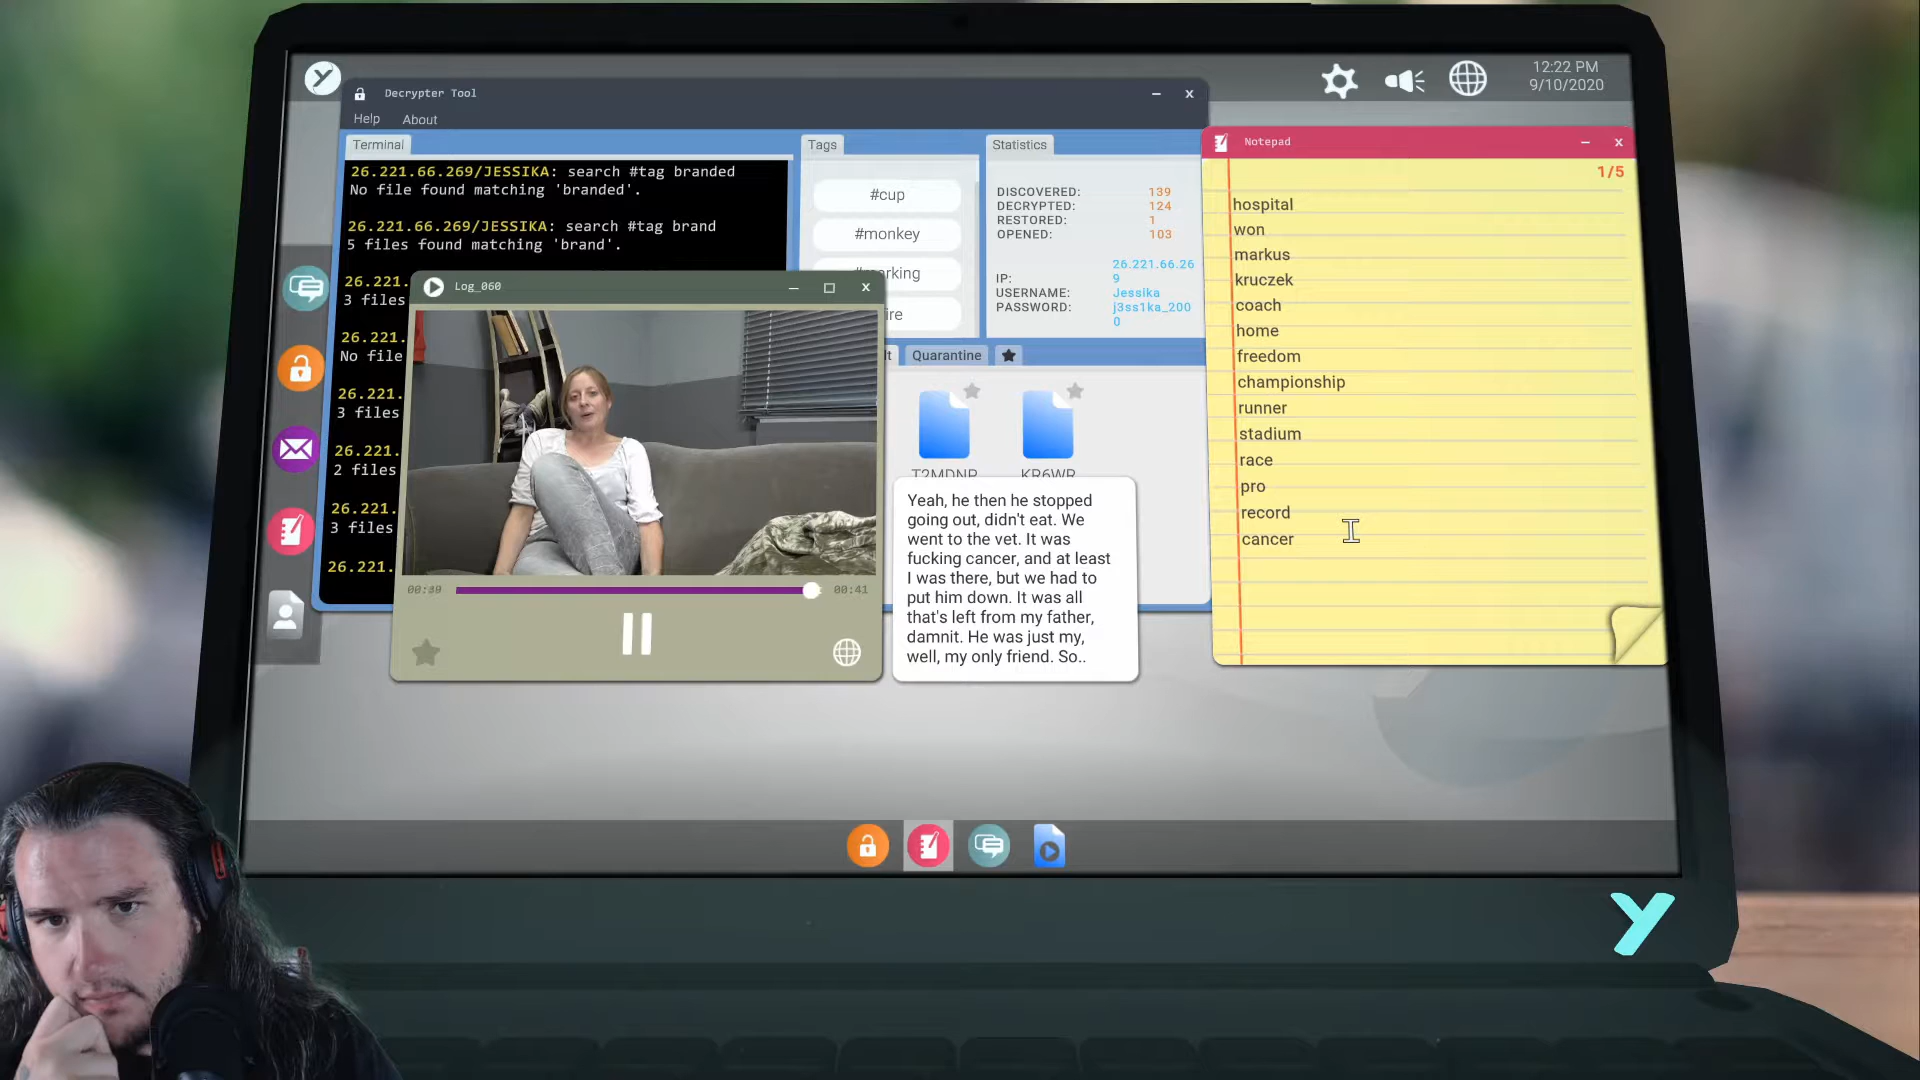 12:22 PM
9/10/2020
Decrypter Tool
Help
About
Terminal
26.221.66.269/JESSIKA: search #tag branded
No file found matching 'branded'.
26.221.66.269/JESSIKA: search #tag brand
5 files found matching 'brand'.
26.221.
3 files
26.221.
No file
26.221.
3 files
26.221.
2 files
26.221.
3 files
26.221.
Tags
#cup
#monkey
#marking
ire
Statistics
DISCOVERED: 139
DECRYPTED: 124
RESTORED: 1
OPENED: 103
IP: 26.221.66.269
USERNAME: Jessika
PASSWORD: j3ss1ka_2000
lt
Quarantine
T2MDNP
KR6WR
Log_060
00:39
00:41
Yeah, he then he stopped
going out, didn't eat. We
went to the vet. It was
fucking cancer, and at least
I was there, but we had to
put him down. It was all
that's left from my father,
damnit. He was just my,
well, my only friend. So..
Notepad
1/5
hospital
won
markus
kruczek
coach
home
freedom
championship
runner
stadium
race
pro
record
cancer